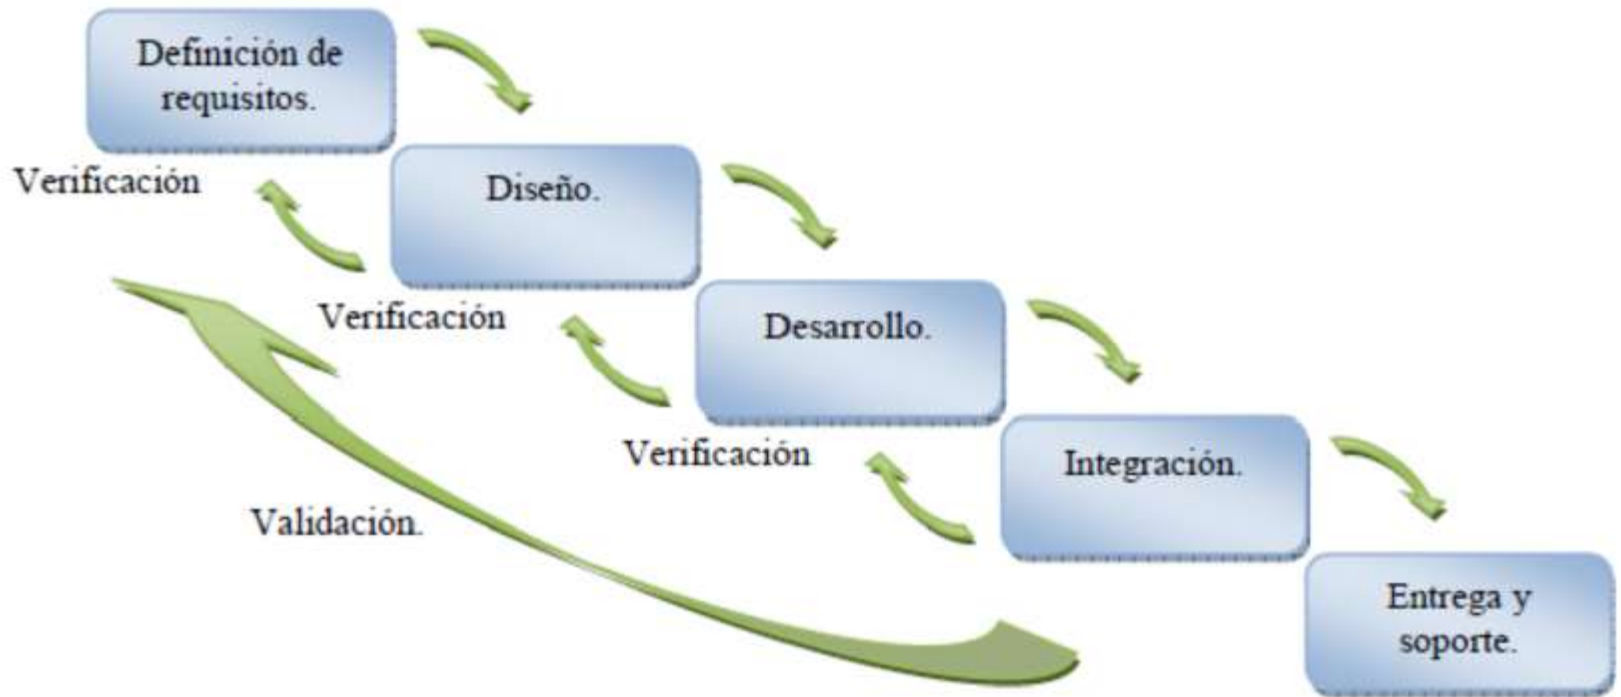 Definición de
requisitos.
Verificación
Diseño.
Verificación
Desarrollo.
Verificación
Integración.
Validación.
Entrega y
soporte.